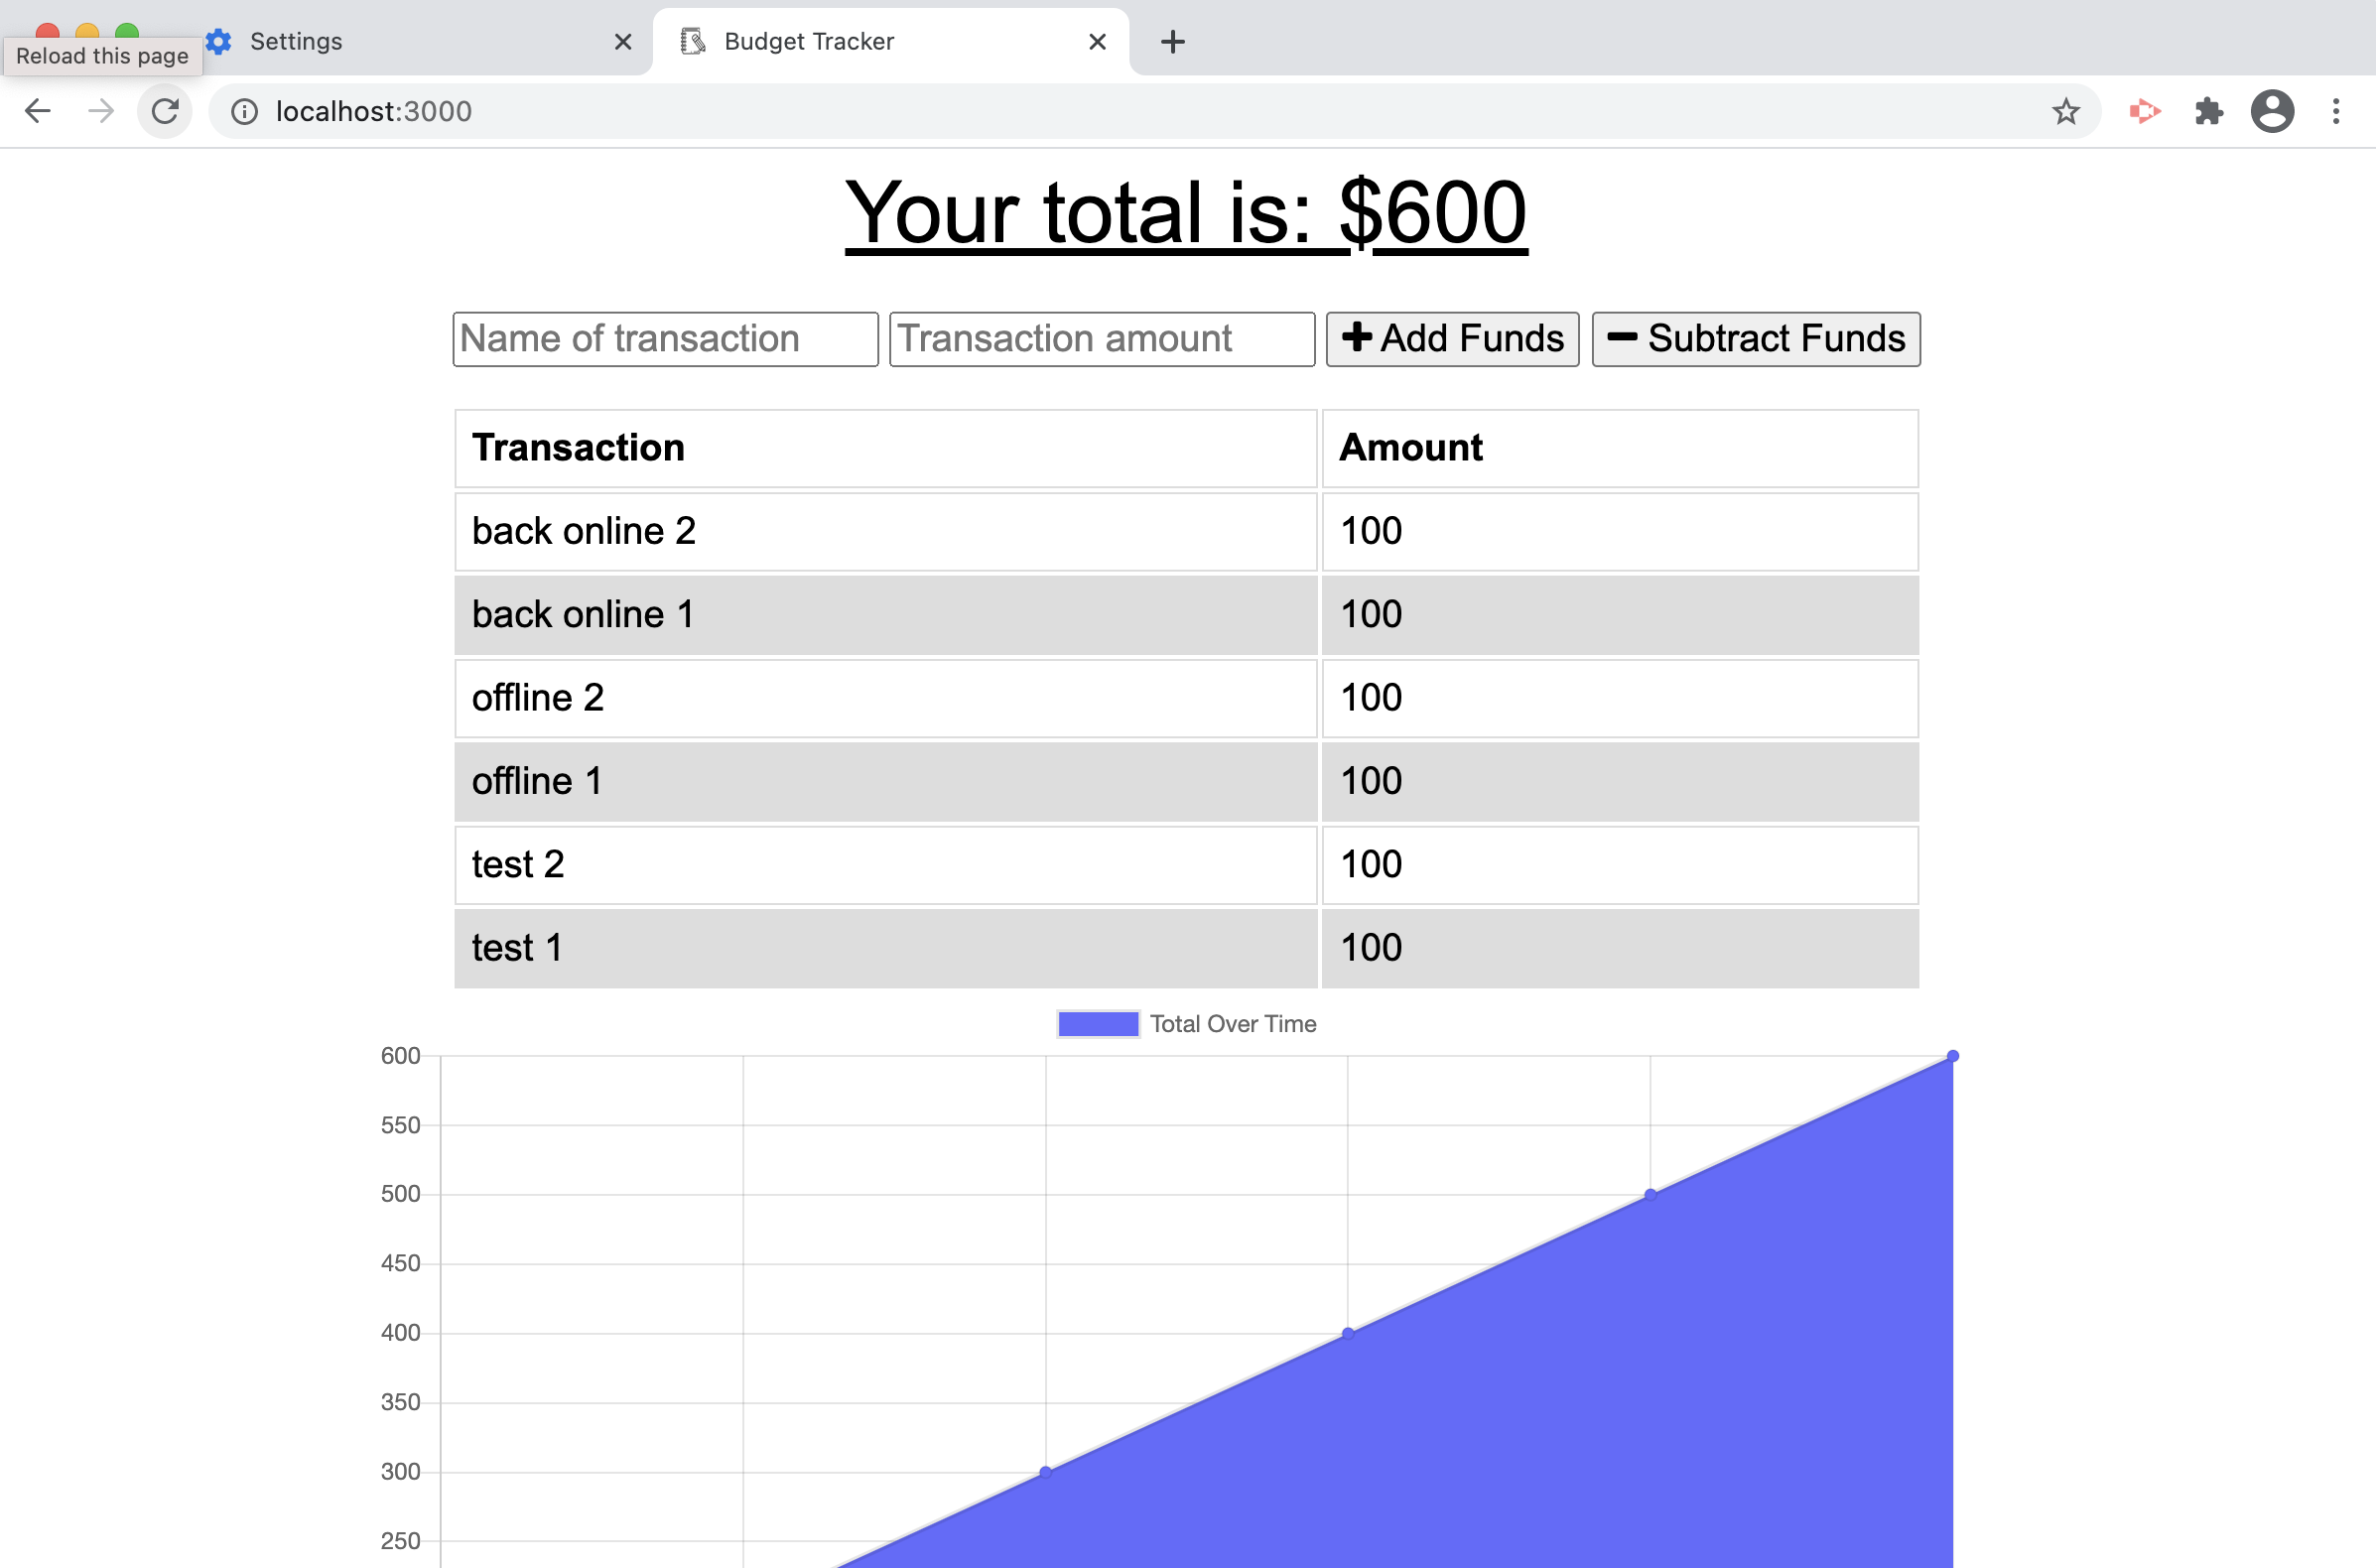 Settings
Budget Tracker
Reload this page
localhost:3000
Your total is: $600
Name of transaction Transaction amount Add Funds Subtract Funds
Transaction Amount
back online 2 100
back online 1 100
offline 2 100
offline 1 100
test 2 100
test 1 100
Total Over Time
600
550
500
450
400
350
300
250